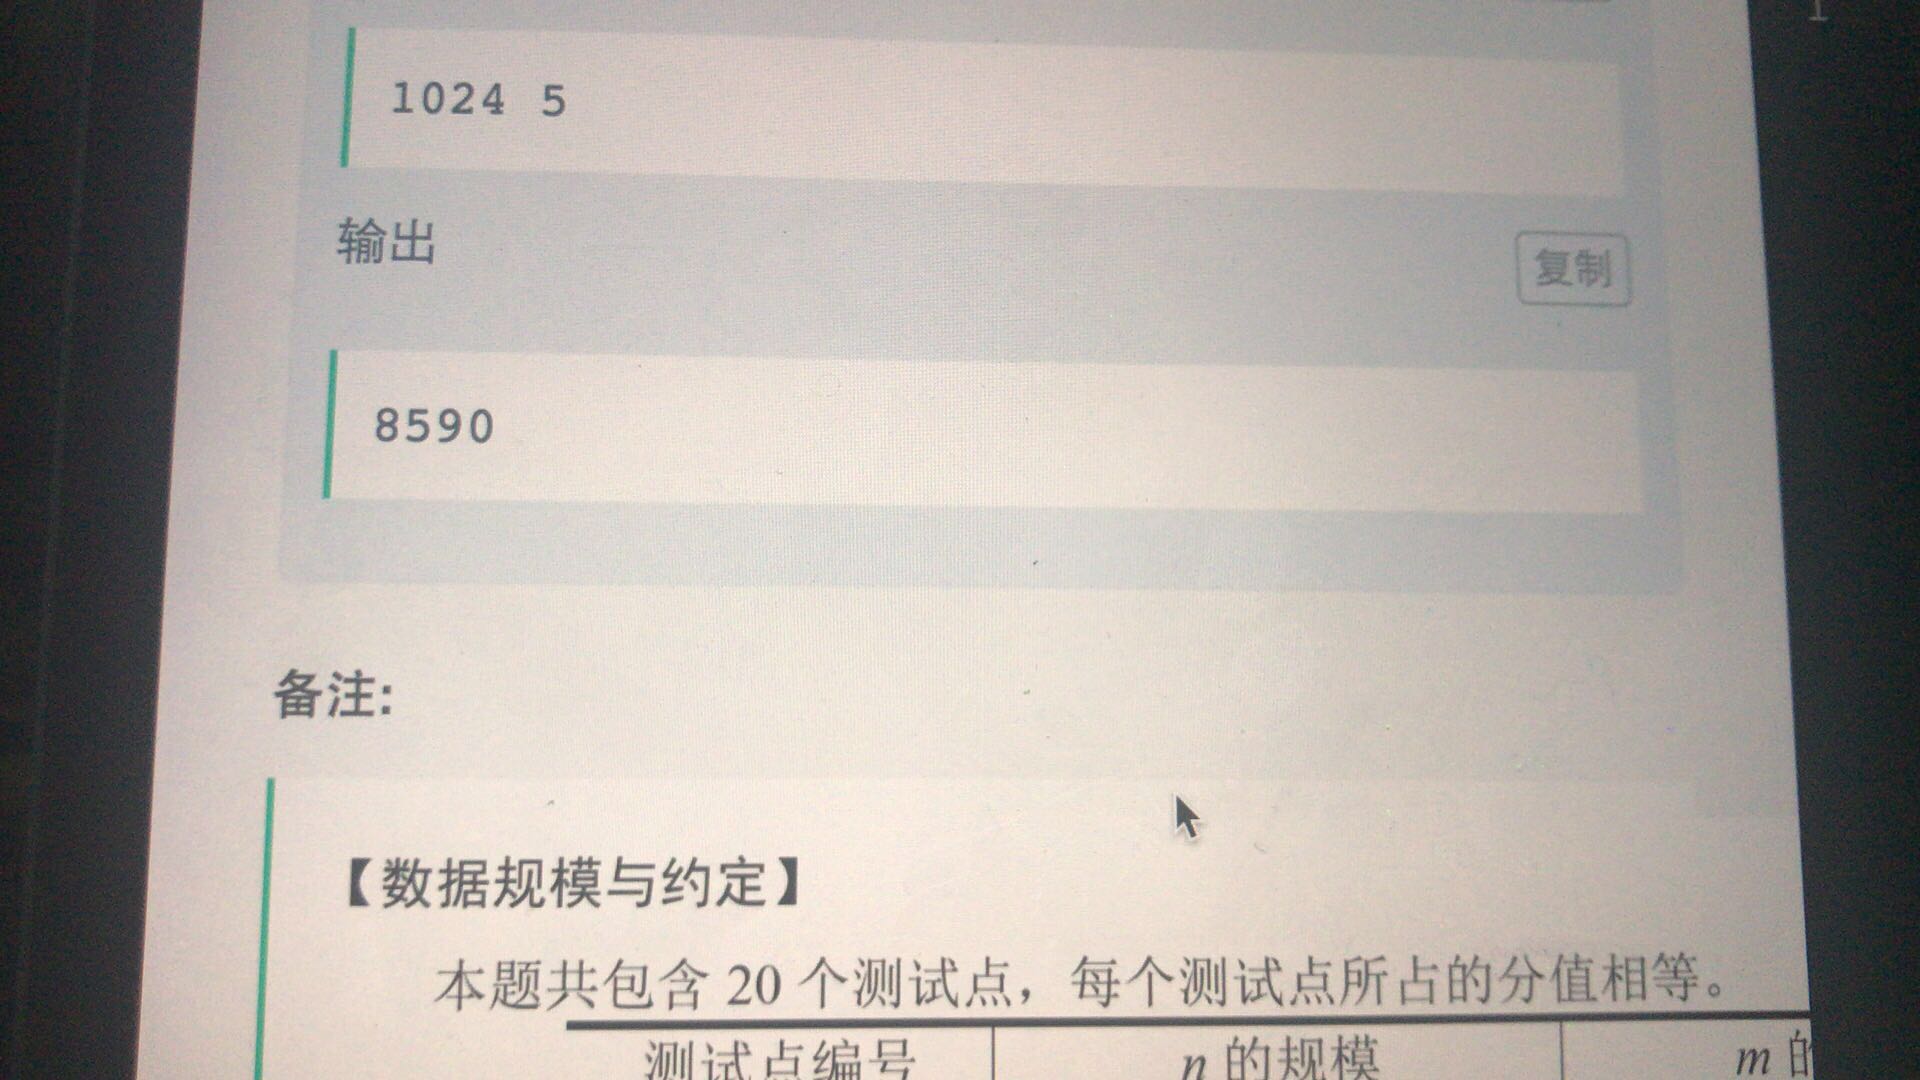 1024 5
输出
复制
8590
备注:
【数据规模与约定】
本题共包含 20 个测试点，每个测试点所占的分值相等。
测试点编号 n 的规模 m 的